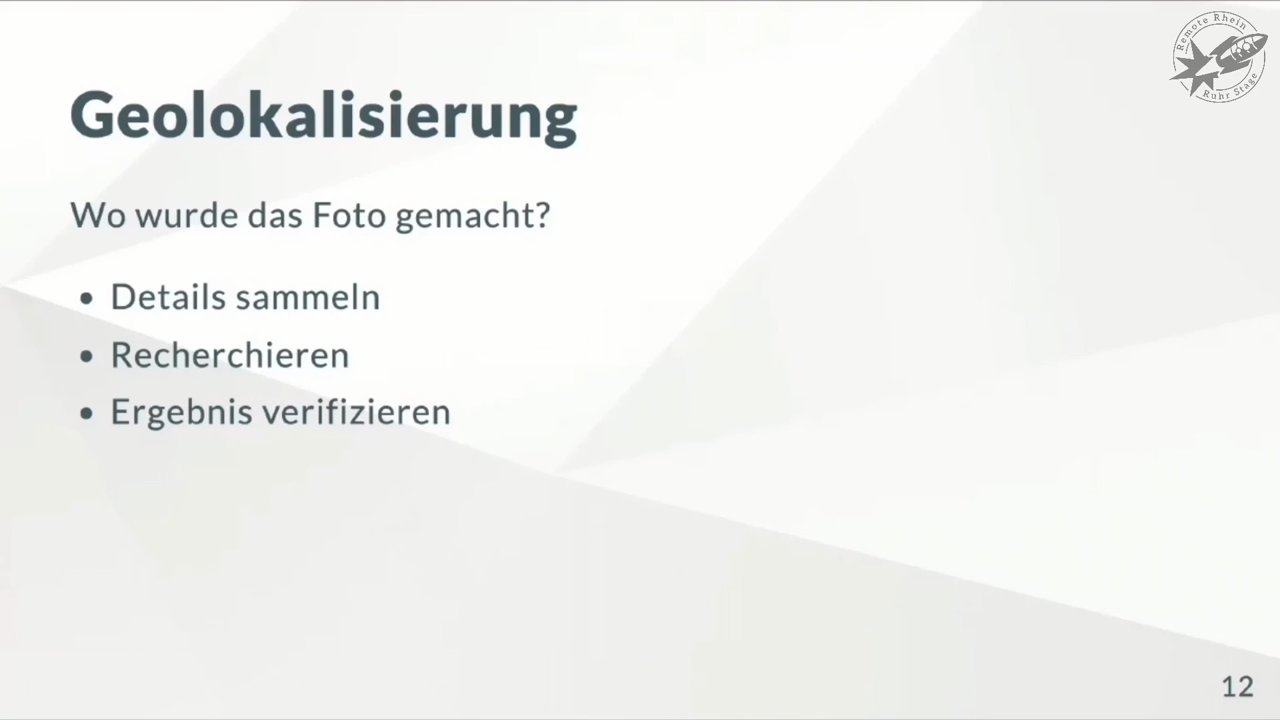 Remote Rhein
Ruhr Stage
Geolokalisierung
Wo wurde das Foto gemacht?
• Details sammeln
• Recherchieren
• Ergebnis verifizieren
12